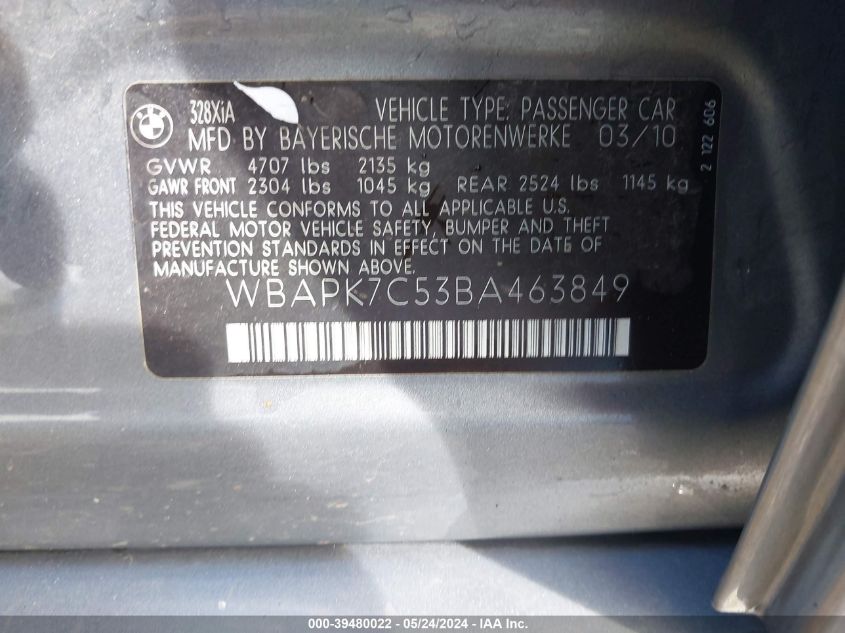 BMW
328XiA VEHICLE TYPE: PASSENGER CAR
MFD BY BAYERISCHE MOTORENWERKE 03/10
GVWR 4707 lbs 2135 kg
GAWR FRONT 2304 lbs 1045 kg REAR 2524 lbs 1145 kg
THIS VEHICLE CONFORMS TO ALL APPLICABLE U.S.
FEDERAL MOTOR VEHICLE SAFETY, BUMPER AND THEFT
PREVENTION STANDARDS IN EFFECT ON THE DATE OF
MANUFACTURE SHOWN ABOVE.
WBAPK7C53BA463849
2 122 606
000-39480022 - 05/24/2024 - IAA Inc.